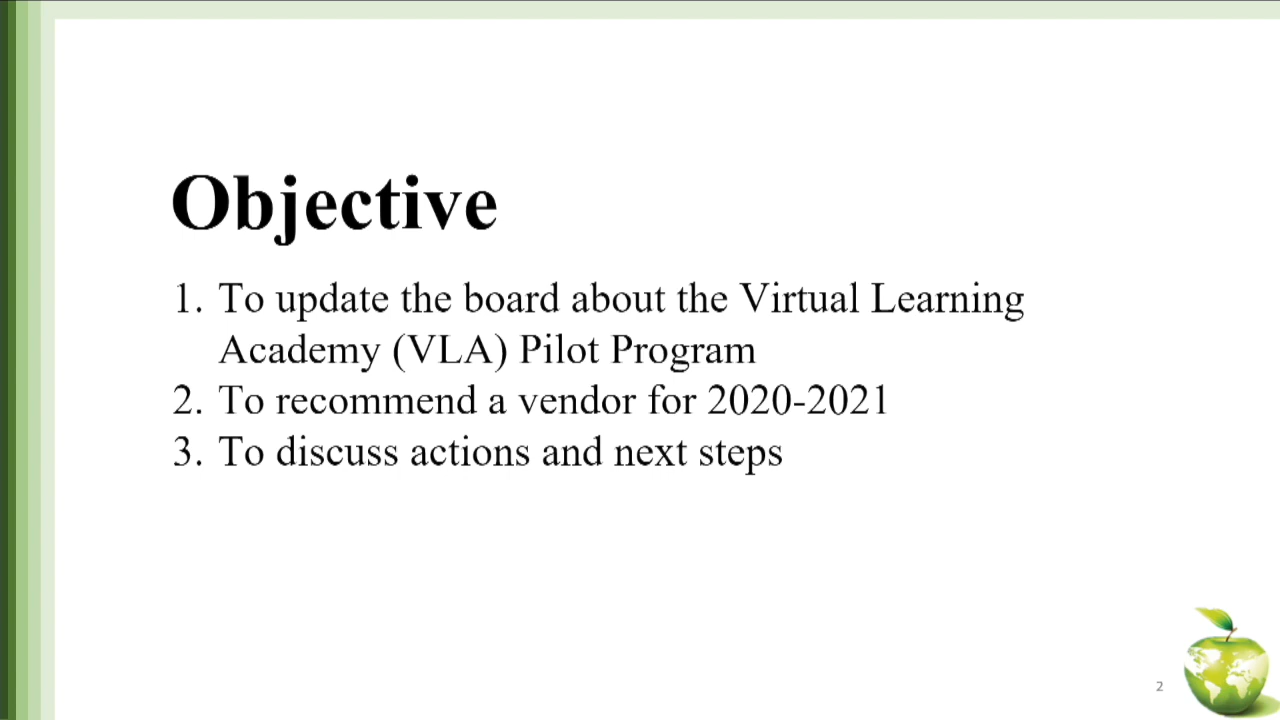 Objective
1. To update the board about the Virtual Learning
Academy (VLA) Pilot Program
2. To recommend a vendor for 2020-2021
3. To discuss actions and next steps
2